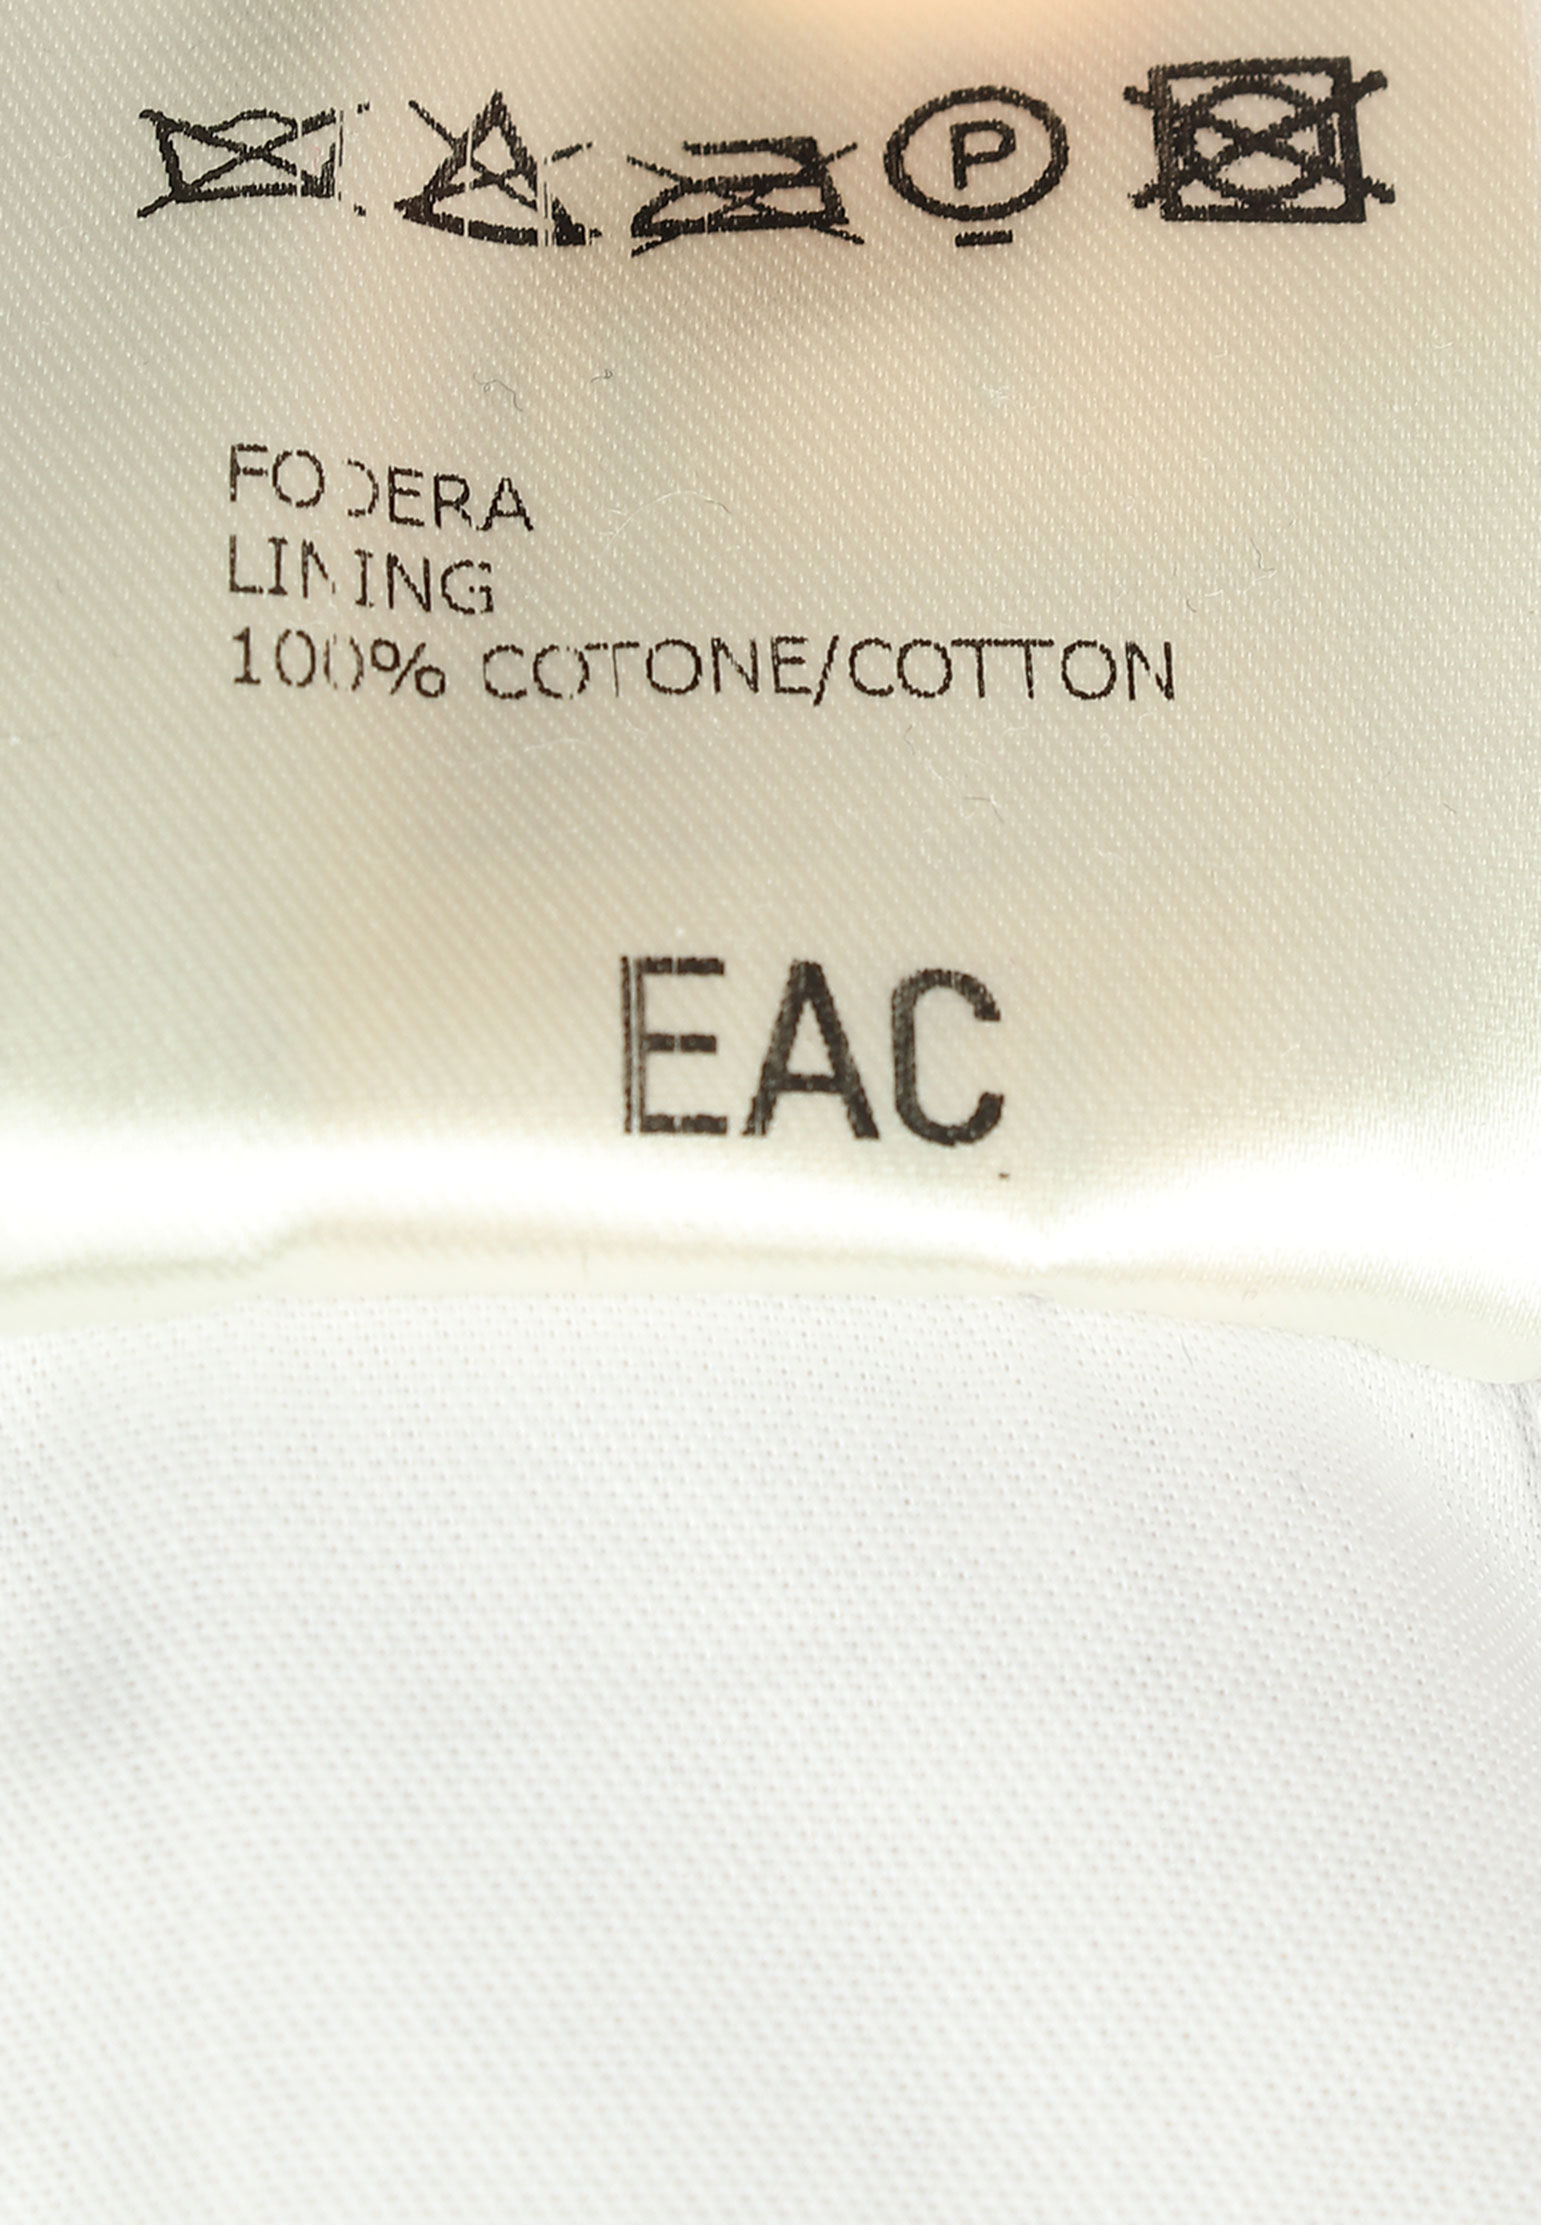 P
FODERA
LINING
100% COTONE/COTTON
EAC